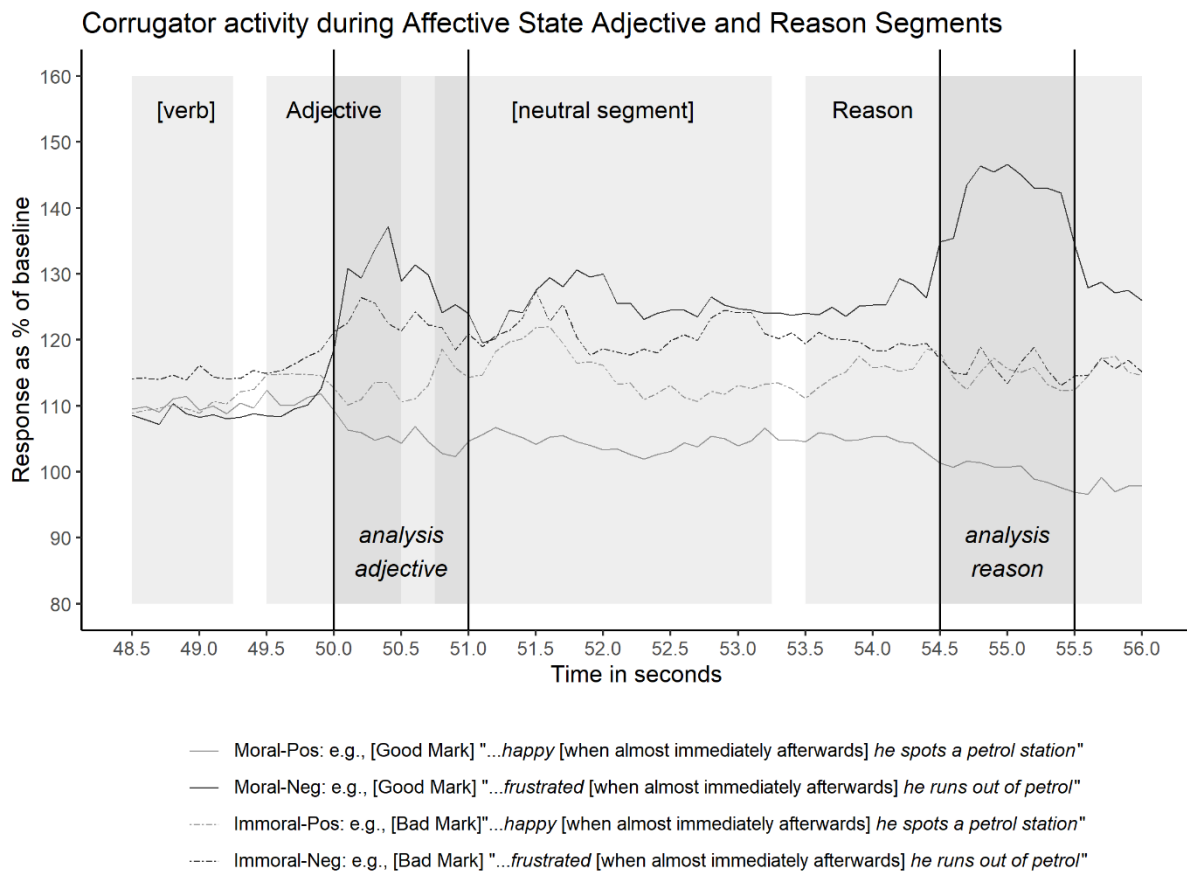 Corrugator activity during Affective State Adjective and Reason Segments
Response as % of baseline
160
150
140
130
120
110
100
90
80
[verb]
Adjective
[neutral segment]
Reason
analysis
adjective
analysis
reason
48.5 49.0 49.5 50.0 50.5 51.0 51.5 52.0 52.5 53.0 53.5 54.0 54.5 55.0 55.5 56.0
Time in seconds
Moral-Pos: e.g., [Good Mark] "...happy [when almost immediately afterwards] he spots a petrol station"
Moral-Neg: e.g., [Good Mark] "...frustrated [when almost immediately afterwards] he runs out of petrol"
Immoral-Pos: e.g., [Bad Mark]"...happy [when almost immediately afterwards] he spots a petrol station"
Immoral-Neg: e.g., [Bad Mark] "...frustrated [when almost immediately afterwards] he runs out of petrol"